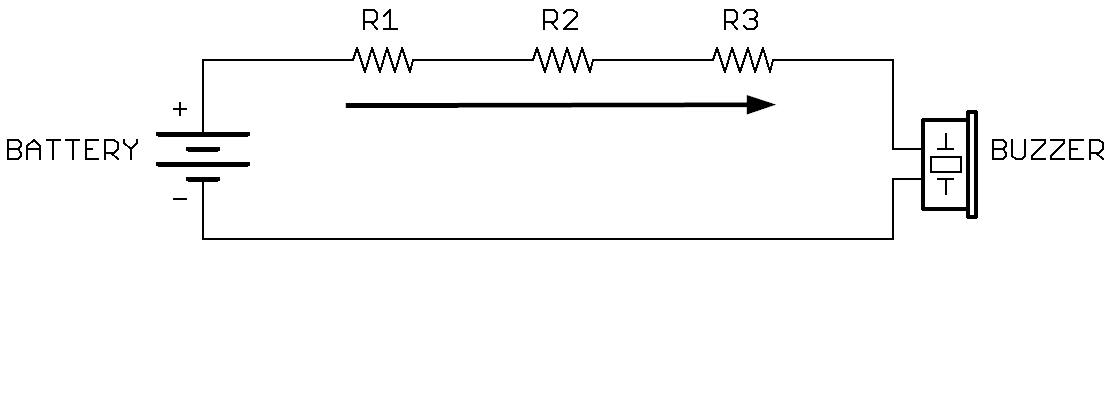 R1
R2
R3
+
BATTERY
BUZZER
-